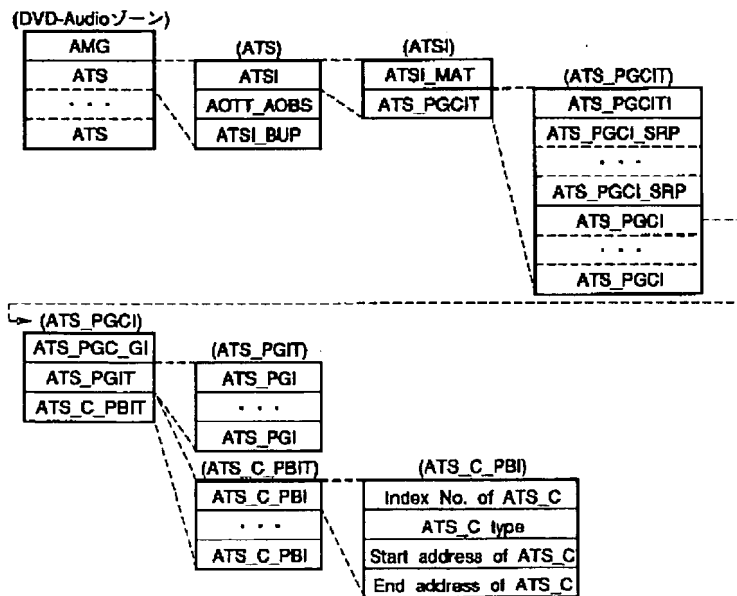 (DVD-Audioゾーン)
AMG
ATS
・・・
ATS
(ATS)
ATSI
AOTT_AOBS
ATSI_BUP
(ATSI)
ATSI_MAT
ATS_PGCIT
(ATS_PGCIT)
ATS_PGCITI
ATS_PGCI_SRP
・・・
ATS_PGCI_SRP
ATS_PGCI
・・・
ATS_PGCI
(ATS_PGCI)
ATS_PGC_GI
ATS_PGIT
ATS_C_PBIT
(ATS_PGIT)
ATS_PGI
・・・
ATS_PGI
(ATS_C_PBIT)
ATS_C_PBI
・・・
ATS_C_PBI
(ATS_C_PBI)
Index No. of ATS_C
ATS_C type
Start address of ATS_C
End address of ATS_C